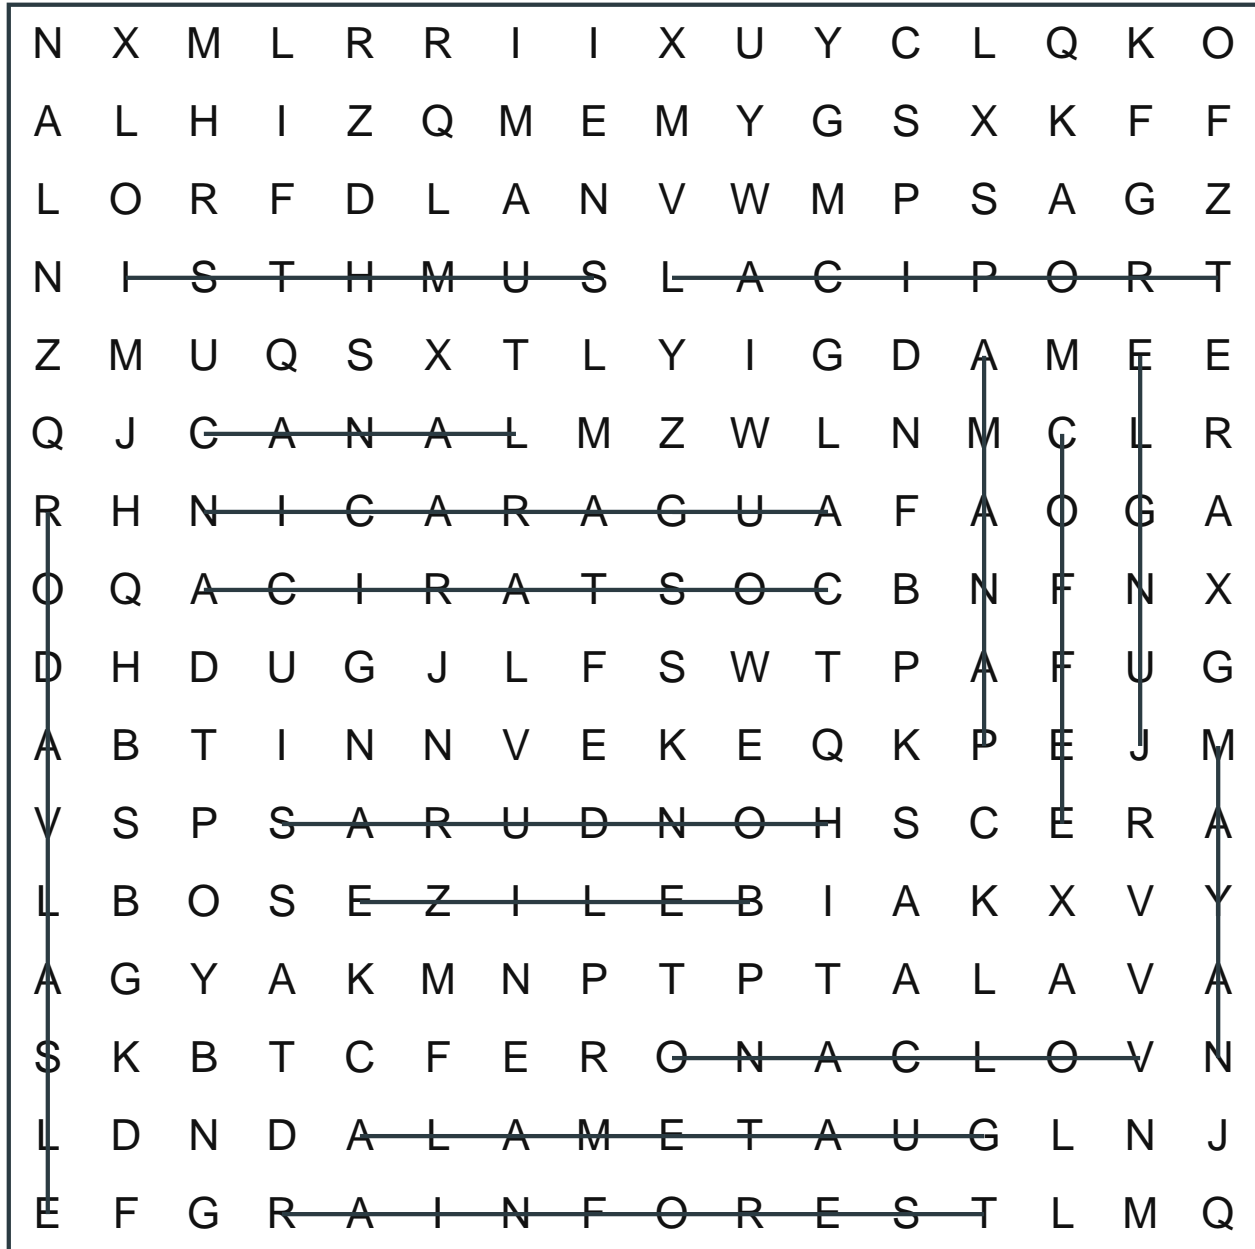 N X M L R R I I X U Y C L Q K O
A L H I Z Q M E M Y G S X K F F
L O R F D L A N V W M P S A G Z
N I S T H M U S L A C I P O R T
Z M U Q S X T L Y I G D A M E E
Q J C A N A L M Z W L N M C L R
R H N I C A R A G U A F A O G A
O Q A C I R A T S O C B N F N X
D H D U G J L F S W T P A F U G
A B T I N N V E K E Q K P E J M
V S P S A R U D N O H S C E R A
L B O S E Z I L E B I A K X V Y
A G Y A K M N P T P T A L A V A
S K B T C F E R O N A C L O V N
L D N D A L A M E T A U G L N J
E F G R A I N F O R E S T L M Q